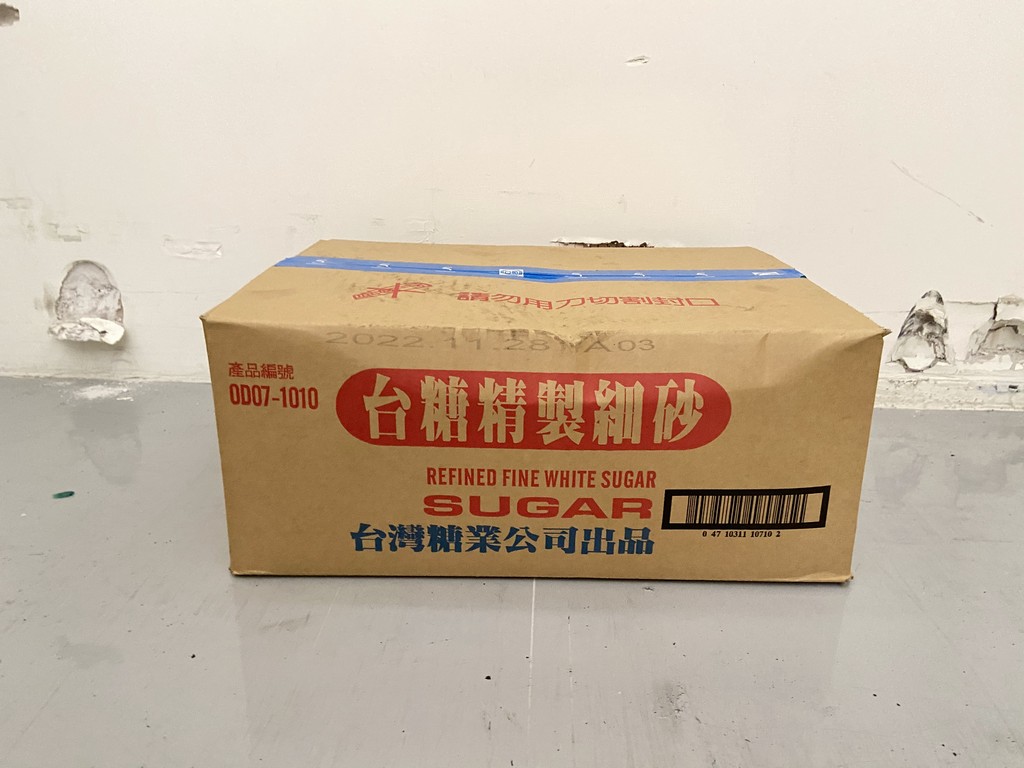 請勿用刀切割封口
2022.11.28 A03
產品編號
0D07-1010
台糖精製細砂
REFINED FINE WHITE SUGAR
SUGAR
台灣糖業公司出品
0 47 10311 10710 2